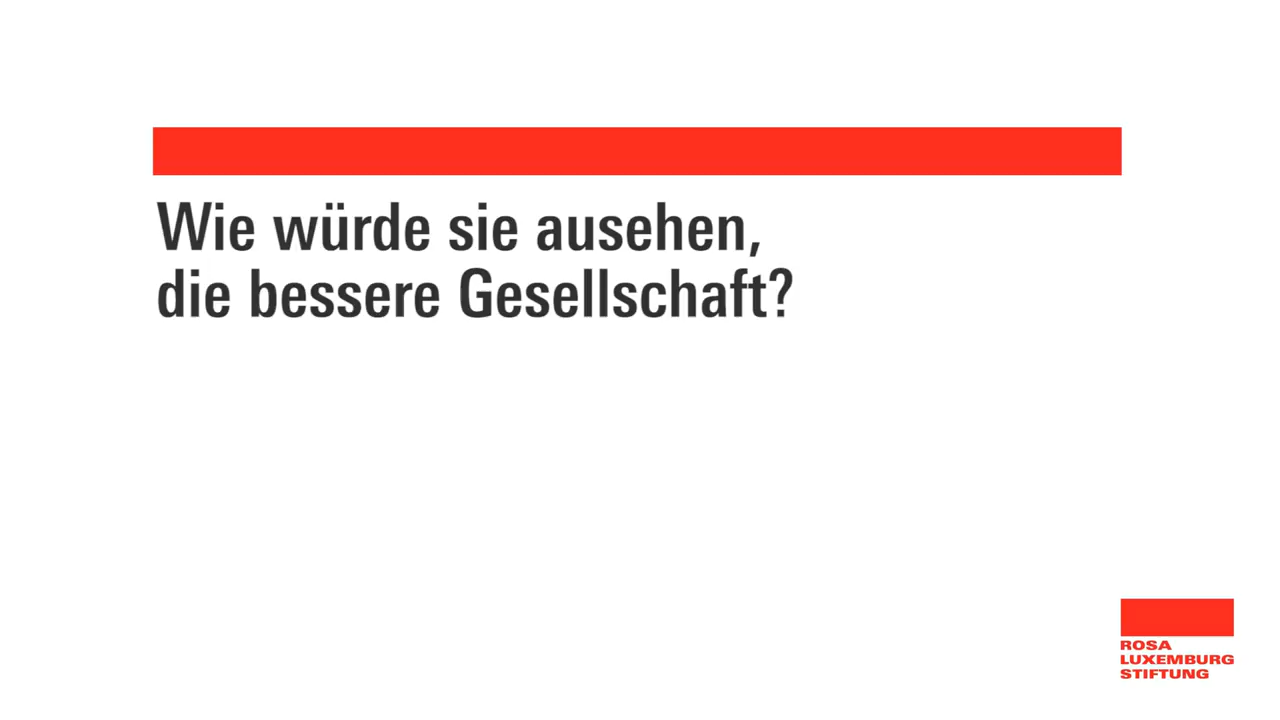 Wie würde sie ausehen,
die bessere Gesellschaft?
ROSA
LUXEMBURG
STIFTUNG